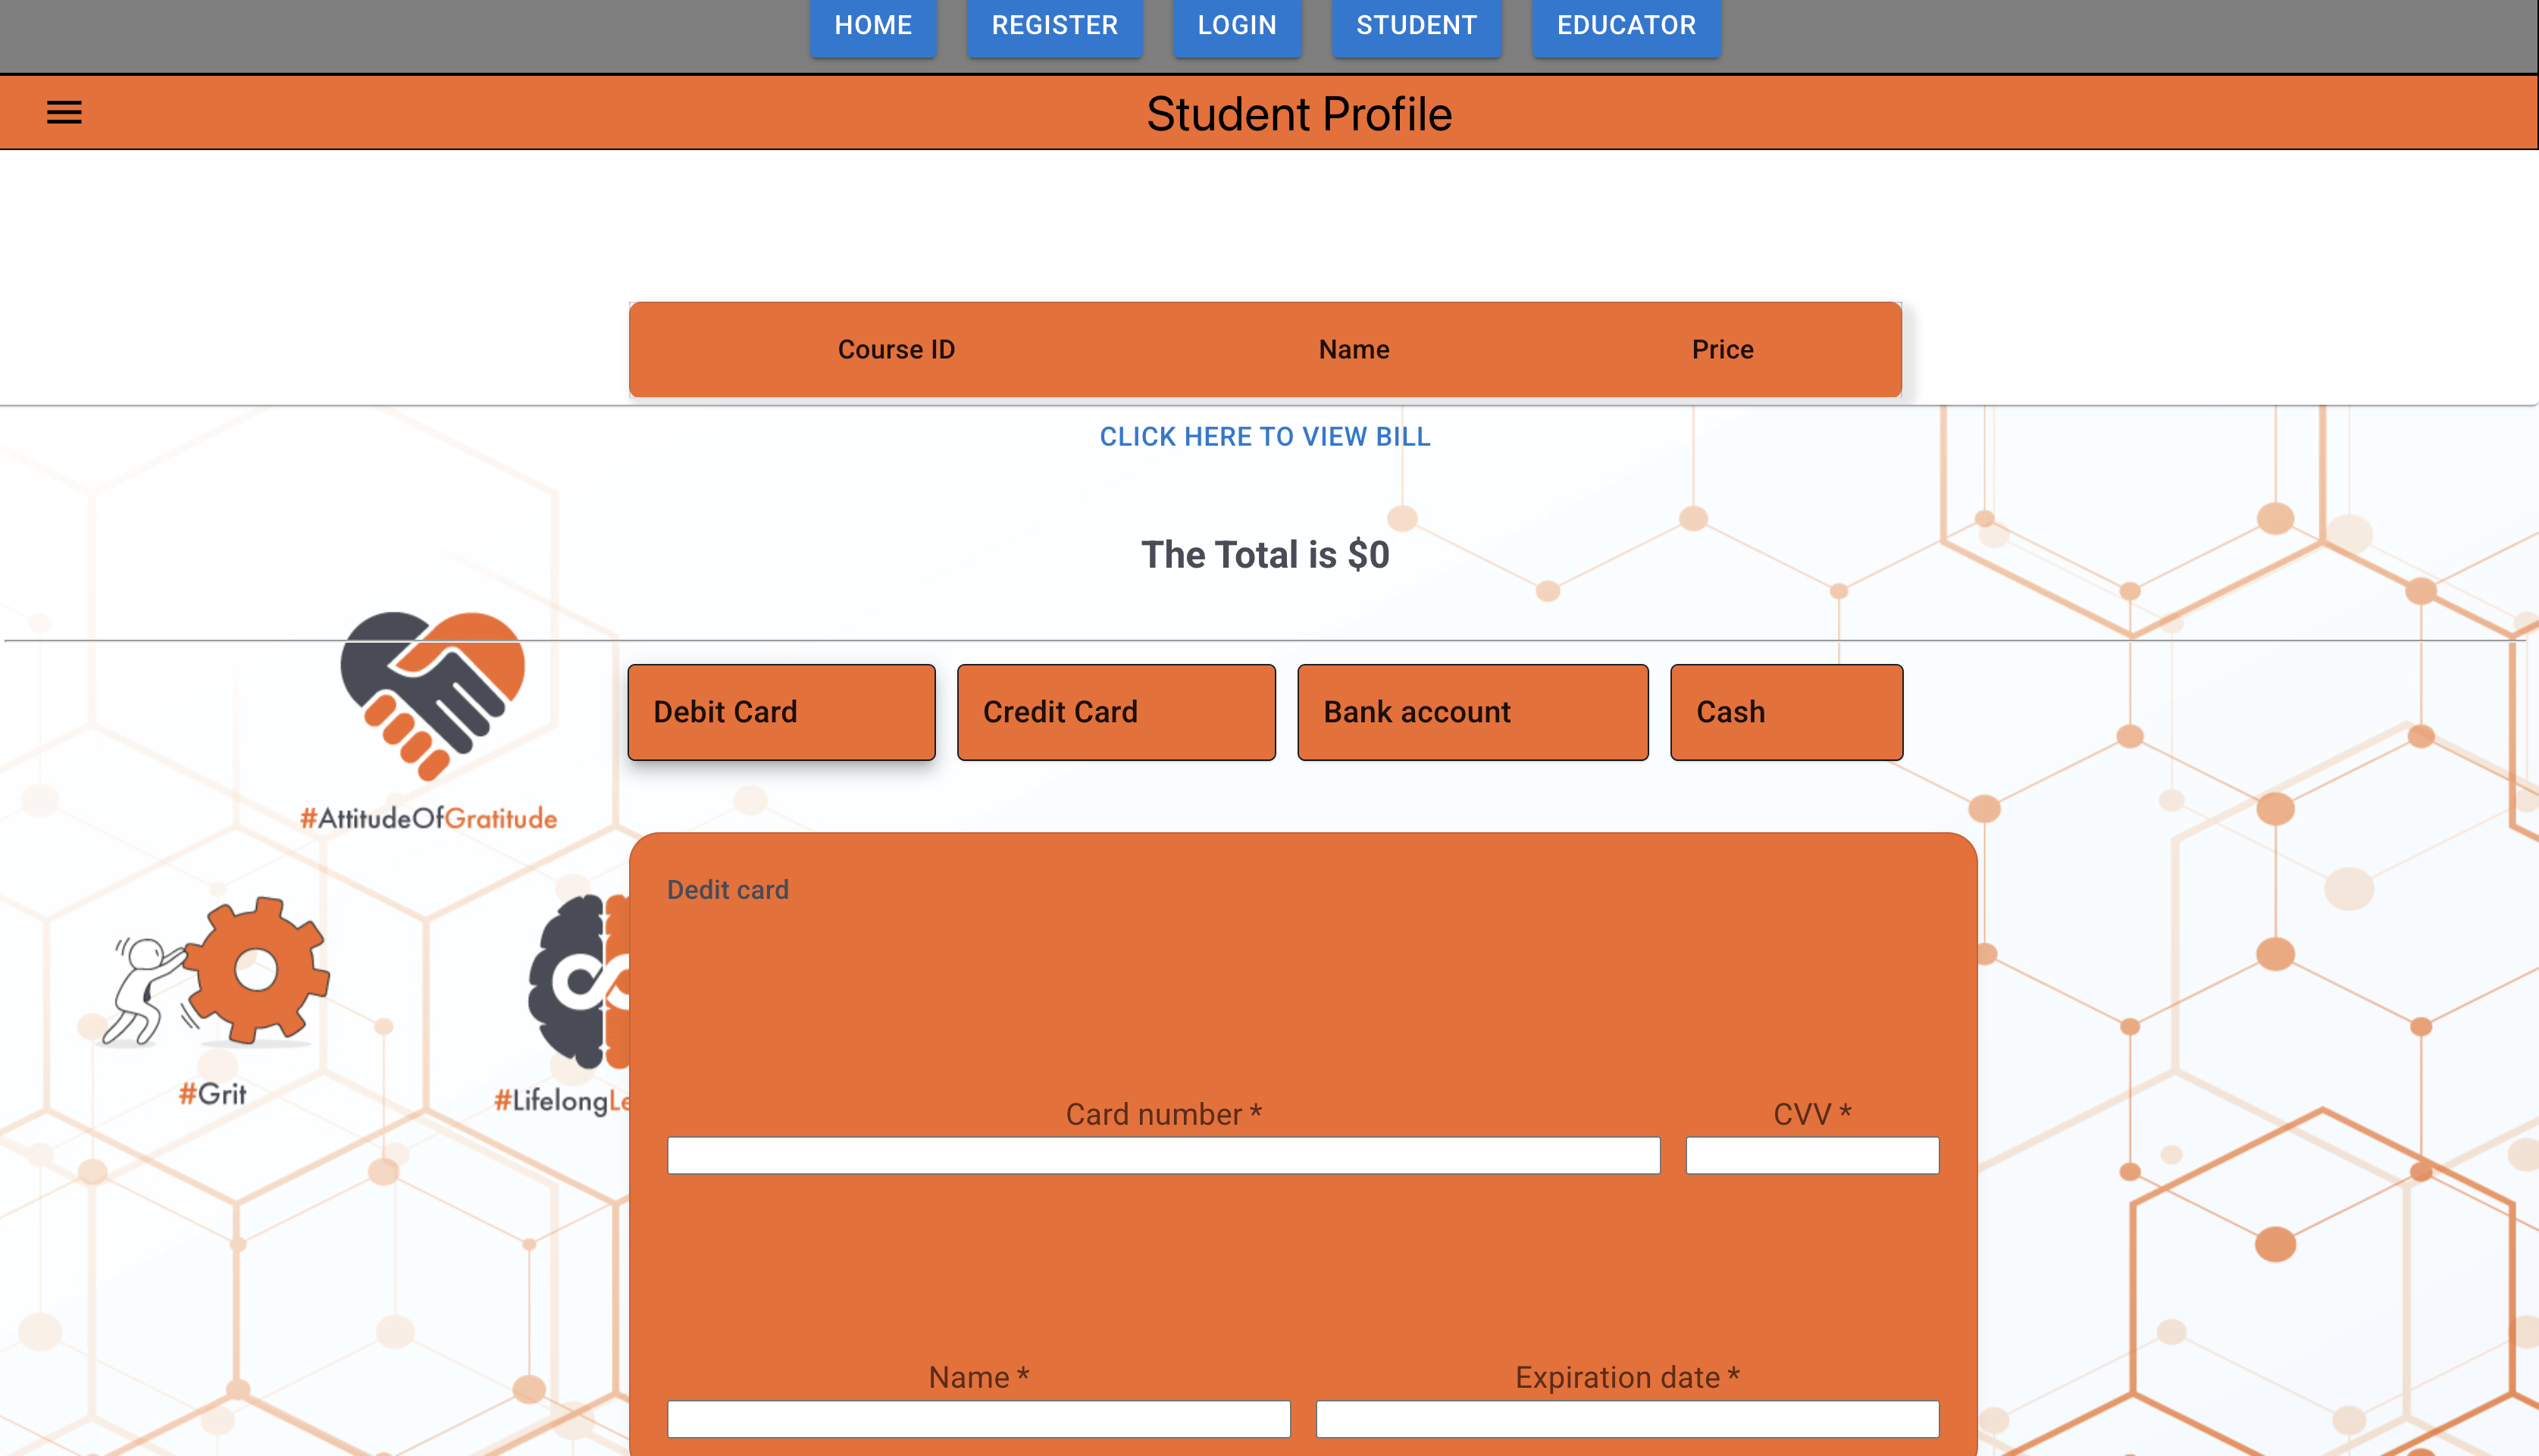 HOME REGISTER LOGIN STUDENT EDUCATOR
Student Profile
Course ID Name Price
CLICK HERE TO VIEW BILL
The Total is $0
Debit Card Credit Card Bank account Cash
#AttitudeOfGratitude
Dedit card
#Grit
#LifelongLe
Card number *
CVV *
Name *
Expiration date *